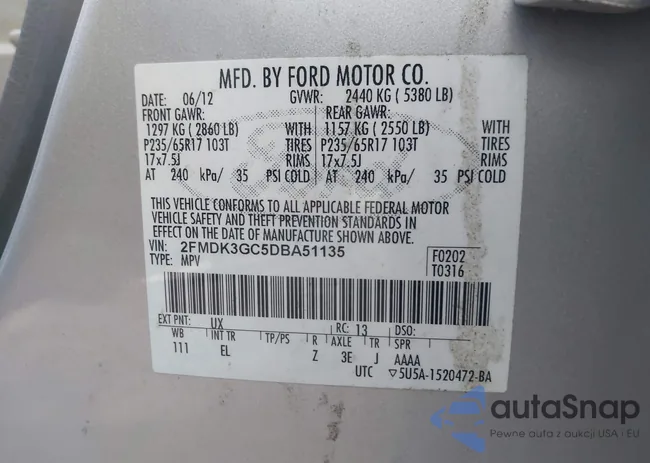 MFD. BY FORD MOTOR CO.
DATE: 06/12 GVWR: 2440 KG ( 5380 LB)
FRONT GAWR: REAR GAWR:
1297 KG ( 2860 LB) WITH 1157 KG ( 2550 LB) WITH
P235/65R17 103T TIRES P235/65R17 103T TIRES
17x7.5J RIMS 17x7.5J RIMS
AT 240 kPa/ 35 PSI COLD AT 240 kPa/ 35 PSI COLD
THIS VEHICLE CONFORMS TO ALL APPLICABLE FEDERAL MOTOR
VEHICLE SAFETY AND THEFT PREVENTION STANDARDS IN
EFFECT ON THE DATE OF MANUFACTURE SHOWN ABOVE.
VIN: 2FMDK3GC5DBA51135 F0202
TYPE: MPV T0316
EXT PNT: UX RC: 13 DSO:
WB INT TR TP/PS R AXLE TR SPR
111 EL Z 3E J AAAA
UTC ▽5U5A-1520472-BA
autaSnap
Pewne auta z aukcji USA - EU